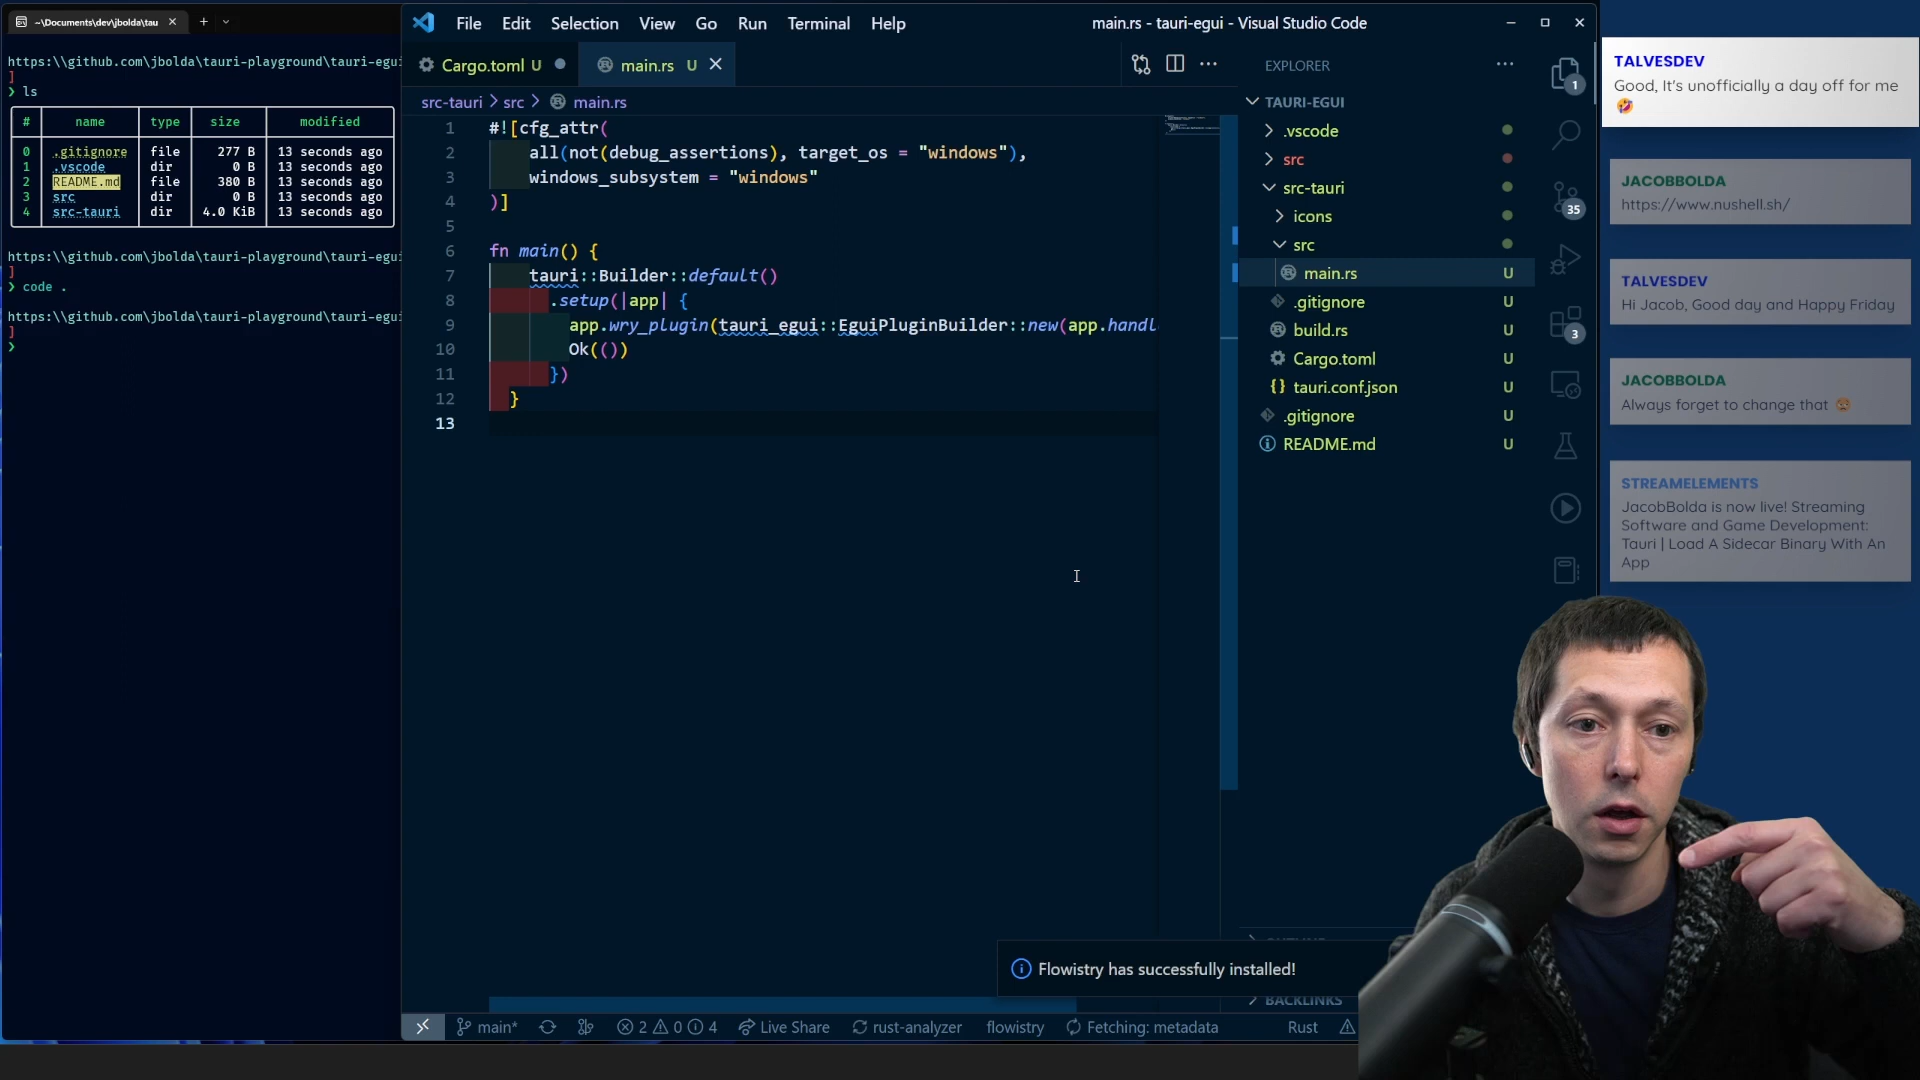 ~\Documents\dev\jbolda\tau
https:\\github.com\jbolda\tauri-playground\tauri-egui
]
❯ ls
# name type size modified
0 .gitignore file 277 B 13 seconds ago
1 .vscode dir 0 B 13 seconds ago
2 README.md file 380 B 13 seconds ago
3 src dir 0 B 13 seconds ago
4 src-tauri dir 4.0 KiB 13 seconds ago
https:\\github.com\jbolda\tauri-playground\tauri-egui
]
❯ code .
https:\\github.com\jbolda\tauri-playground\tauri-egui
]
❯
File Edit Selection View Go Run Terminal Help
main.rs - tauri-egui - Visual Studio Code
Cargo.toml U
main.rs U
src-tauri > src > main.rs
1 #![cfg_attr(
2 all(not(debug_assertions), target_os = "windows"),
3 windows_subsystem = "windows"
4 )]
5
6 fn main() {
7 tauri::Builder::default()
8 .setup(|app| {
9 app.wry_plugin(tauri_egui::EguiPluginBuilder::new(app.handl
10 Ok(())
11 })
12 }
13
EXPLORER
TAURI-EGUI
.vscode
src
src-tauri
icons
src
main.rs U
.gitignore U
build.rs U
Cargo.toml U
{} tauri.conf.json U
.gitignore U
README.md U
BACKLINKS
1
35
3
Flowistry has successfully installed!
main* 2 0 4 Live Share rust-analyzer flowistry Fetching: metadata Rust
TALVESDEV
Good, It's unofficially a day off for me
🤣
JACOBBOLDA
https://www.nushell.sh/
TALVESDEV
Hi Jacob, Good day and Happy Friday
JACOBBOLDA
Always forget to change that
STREAMELEMENTS
JacobBolda is now live! Streaming
Software and Game Development:
Tauri | Load A Sidecar Binary With An
App